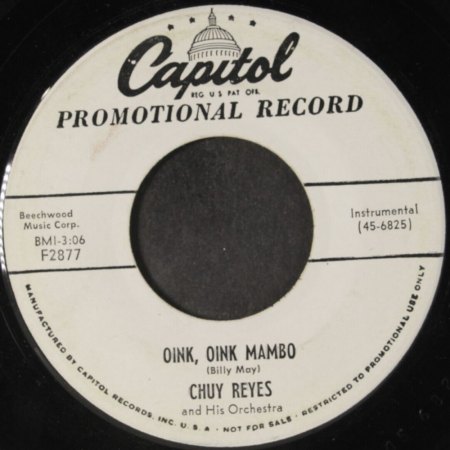 Capitol
REG. U.S. PAT. OFF.
PROMOTIONAL RECORD
Beechwood
Music Corp.
BMI-3:06
F2877
Instrumental
(45-6825)
OINK, OINK MAMBO
(Billy May)
CHUY REYES
and His Orchestra
MANUFACTURED BY CAPITOL RECORDS, INC. U.S.A. • NOT FOR SALE • RESTRICTED TO PROMOTIONAL USE ONLY